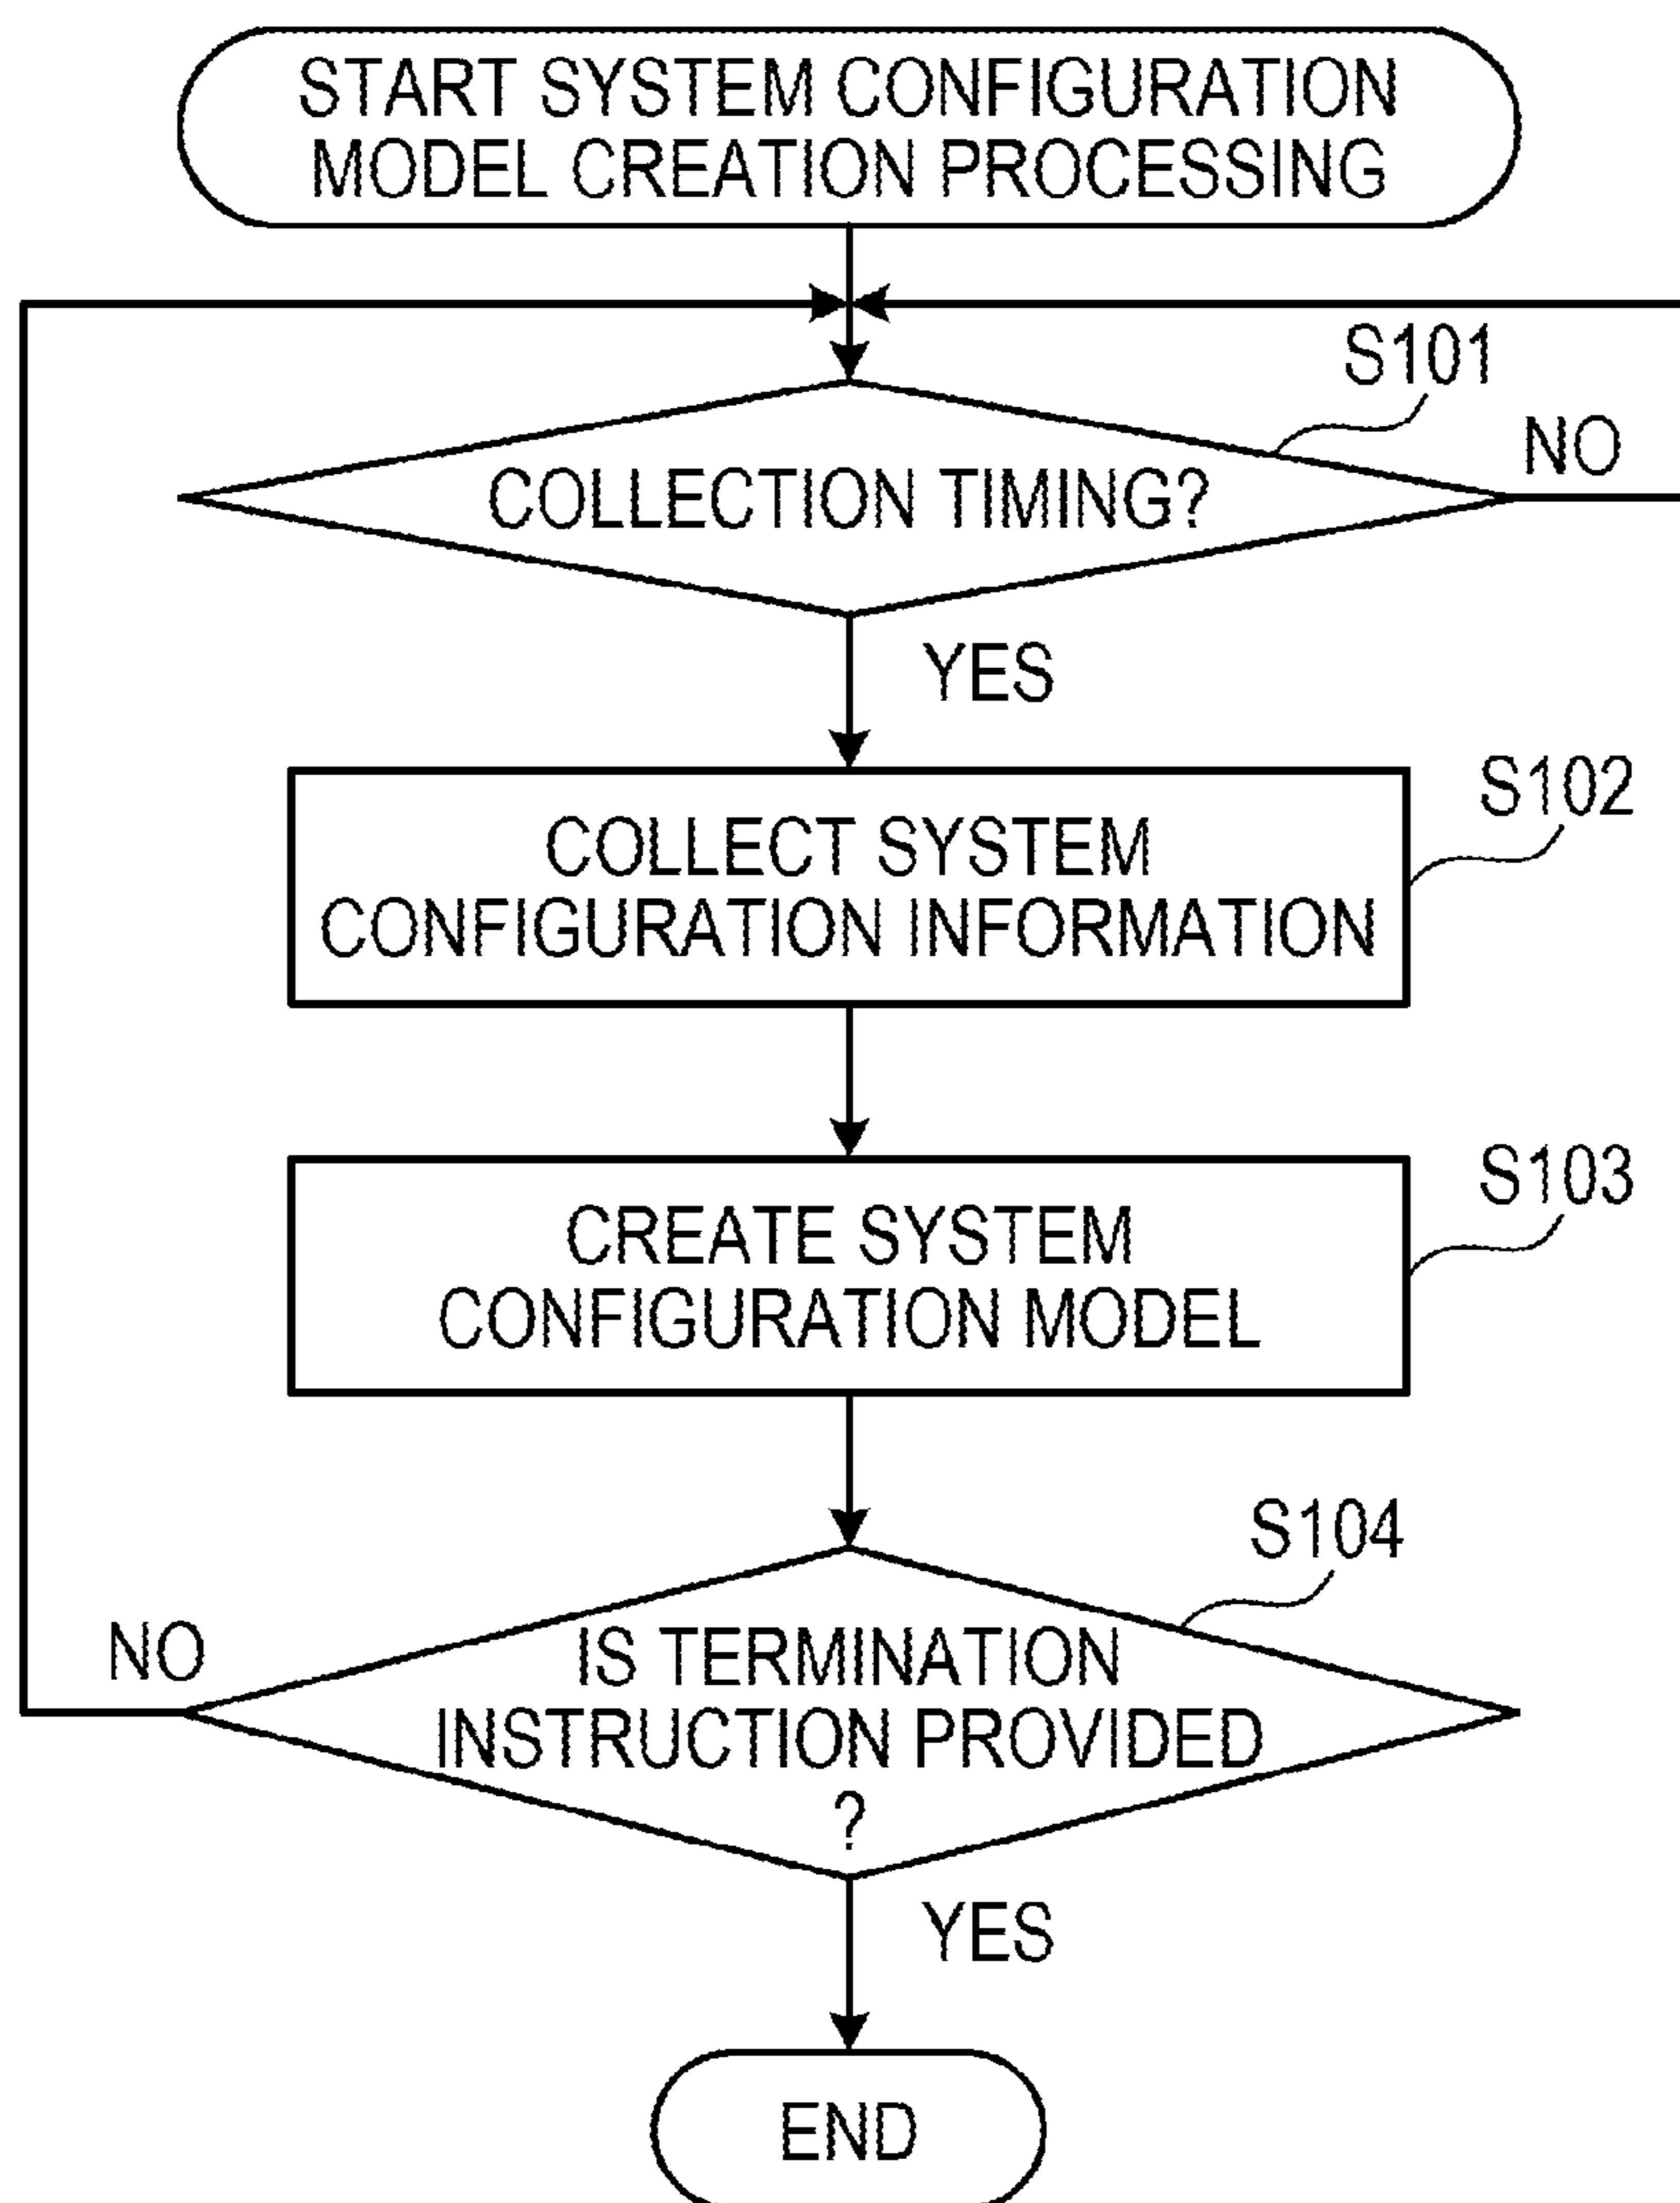 START SYSTEM CONFIGURATION
MODEL CREATION PROCESSING
S101
COLLECTION TIMING?
NO
YES
S102
COLLECT SYSTEM
CONFIGURATION INFORMATION
S103
CREATE SYSTEM
CONFIGURATION MODEL
S104
NO
IS TERMINATION
INSTRUCTION PROVIDED
?
YES
END